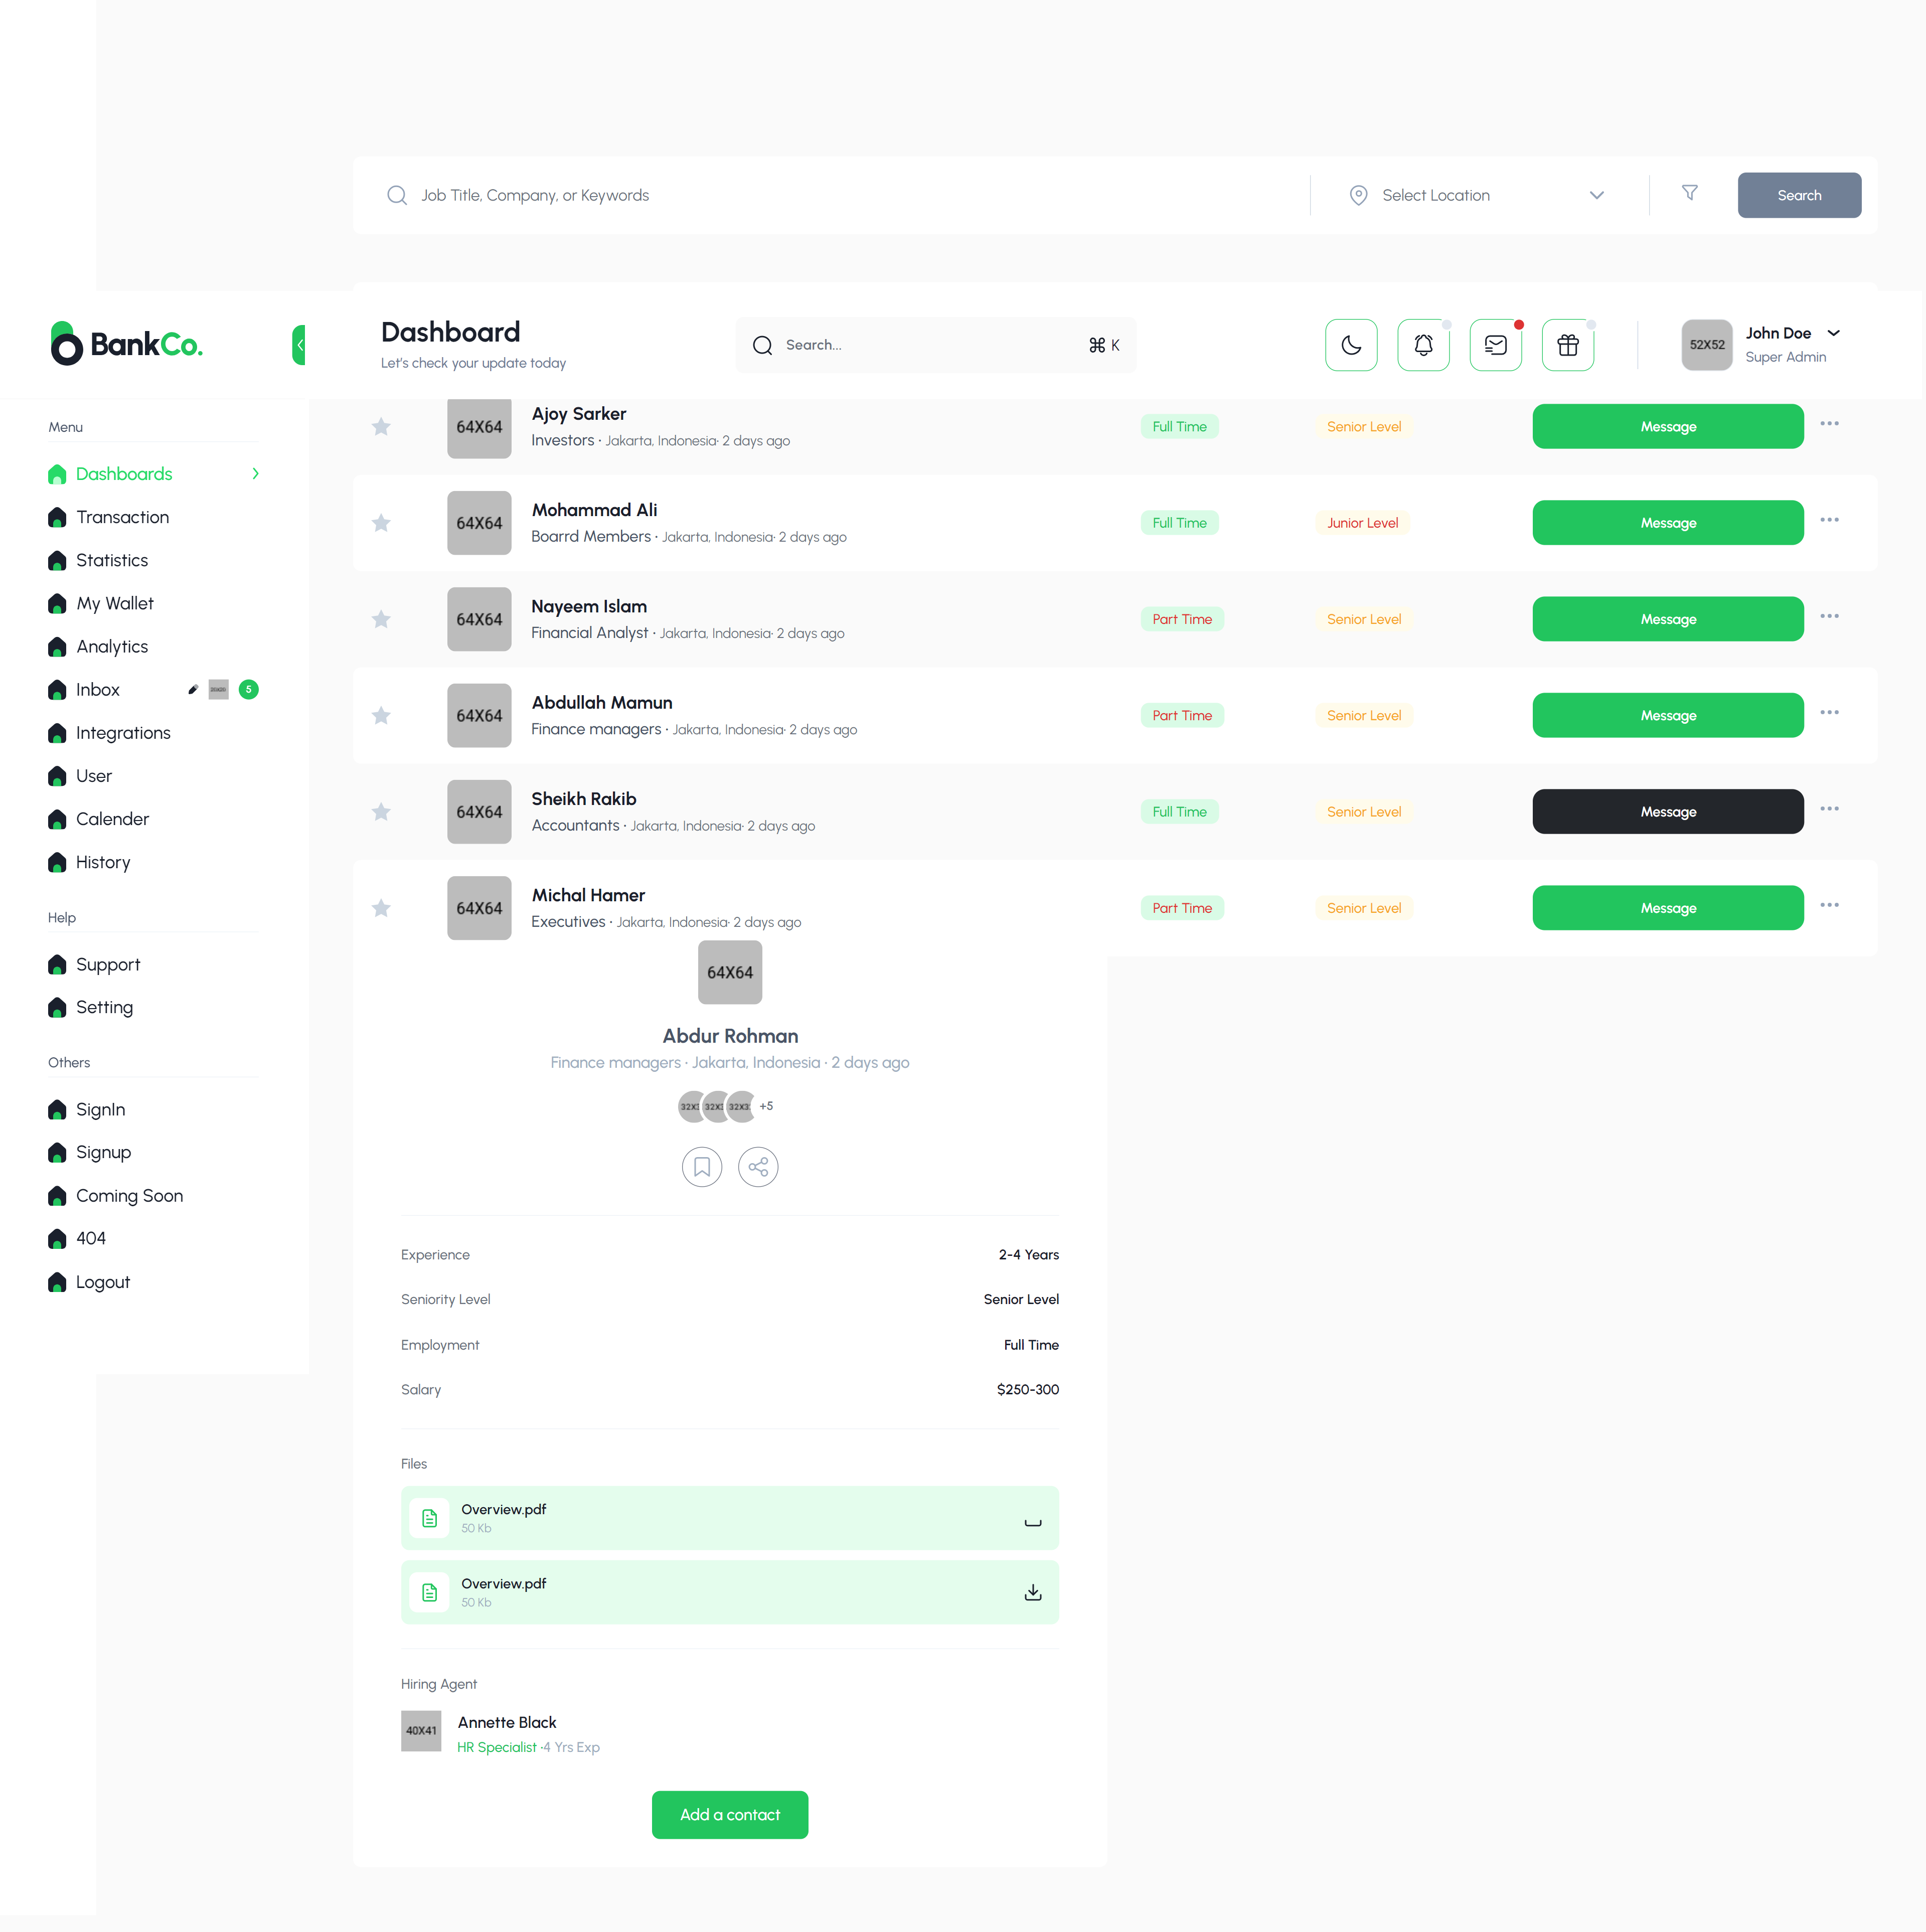 Job Title, Company, or Keywords
Select Location
Search
BankCo.
Dashboard
Let's check your update today
Search...
⌘ K
52X52
John Doe
Super Admin
Menu
Dashboards
Transaction
Statistics
My Wallet
Analytics
Inbox
5
Integrations
User
Calender
History
Help
Support
Setting
Others
SignIn
Signup
Coming Soon
404
Logout
64X64
Ajoy Sarker
Investors · Jakarta, Indonesia· 2 days ago
Full Time
Senior Level
Message
64X64
Mohammad Ali
Boarrd Members · Jakarta, Indonesia· 2 days ago
Full Time
Junior Level
Message
64X64
Nayeem Islam
Financial Analyst · Jakarta, Indonesia· 2 days ago
Part Time
Senior Level
Message
64X64
Abdullah Mamun
Finance managers · Jakarta, Indonesia· 2 days ago
Part Time
Senior Level
Message
64X64
Sheikh Rakib
Accountants · Jakarta, Indonesia· 2 days ago
Full Time
Senior Level
Message
64X64
Michal Hamer
Executives · Jakarta, Indonesia· 2 days ago
Part Time
Senior Level
Message
64X64
Abdur Rohman
Finance managers · Jakarta, Indonesia · 2 days ago
+5
Experience
2-4 Years
Seniority Level
Senior Level
Employment
Full Time
Salary
$250-300
Files
Overview.pdf
50 Kb
Overview.pdf
50 Kb
Hiring Agent
40X41
Annette Black
HR Specialist ·4 Yrs Exp
Add a contact